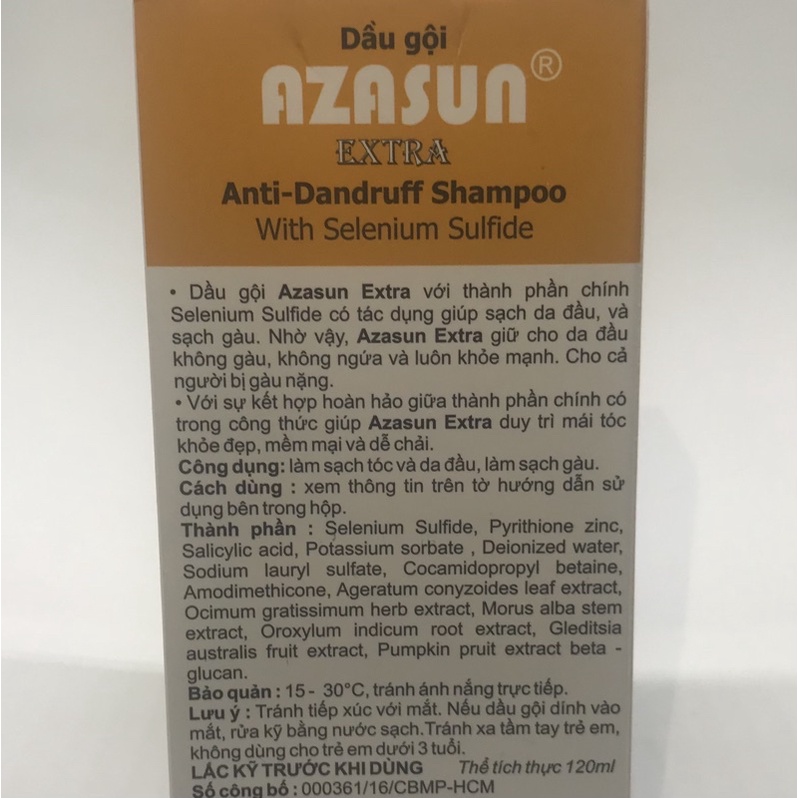 Dầu gội
AZASUN®
EXTRA
Anti-Dandruff Shampoo
With Selenium Sulfide
• Dầu gội Azasun Extra với thành phần chính
Selenium Sulfide có tác dụng giúp sạch da đầu, và
sạch gàu. Nhờ vậy, Azasun Extra giữ cho da đầu
không gàu, không ngứa và luôn khỏe mạnh. Cho cả
người bị gàu nặng.
• Với sự kết hợp hoàn hảo giữa thành phần chính có
trong công thức giúp Azasun Extra duy trì mái tóc
khỏe đẹp, mềm mại và dễ chải.
Công dụng: làm sạch tóc và da đầu, làm sạch gàu.
Cách dùng : xem thông tin trên tờ hướng dẫn sử
dụng bên trong hộp.
Thành phần : Selenium Sulfide, Pyrithione zinc,
Salicylic acid, Potassium sorbate , Deionized water,
Sodium lauryl sulfate, Cocamidopropyl betaine,
Amodimethicone, Ageratum conyzoides leaf extract,
Ocimum gratissimum herb extract, Morus alba stem
extract, Oroxylum indicum root extract, Gleditsia
australis fruit extract, Pumpkin pruit extract beta -
glucan.
Bảo quản : 15 - 30°C, tránh ánh nắng trực tiếp.
Lưu ý : Tránh tiếp xúc với mắt. Nếu dầu gội dính vào
mắt, rửa kỹ bằng nước sạch.Tránh xa tầm tay trẻ em,
không dùng cho trẻ em dưới 3 tuổi.
LẮC KỸ TRƯỚC KHI DÙNG Thể tích thực 120ml
Số công bố : 000361/16/CBMP-HCM